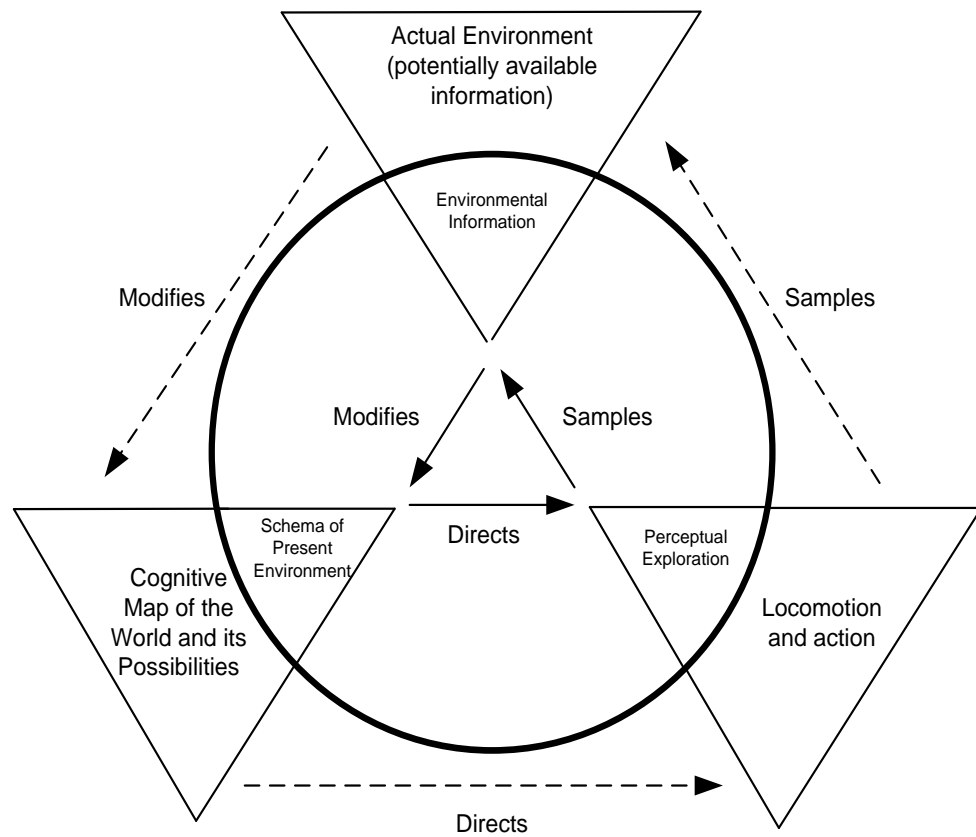 Actual Environment
(potentially available
information)
Environmental
Information
Modifies
Samples
Modifies
Samples
Directs
Schema of
Present
Environment
Cognitive
Map of the
World and its
Possibilities
Perceptual
Exploration
Locomotion
and action
Directs